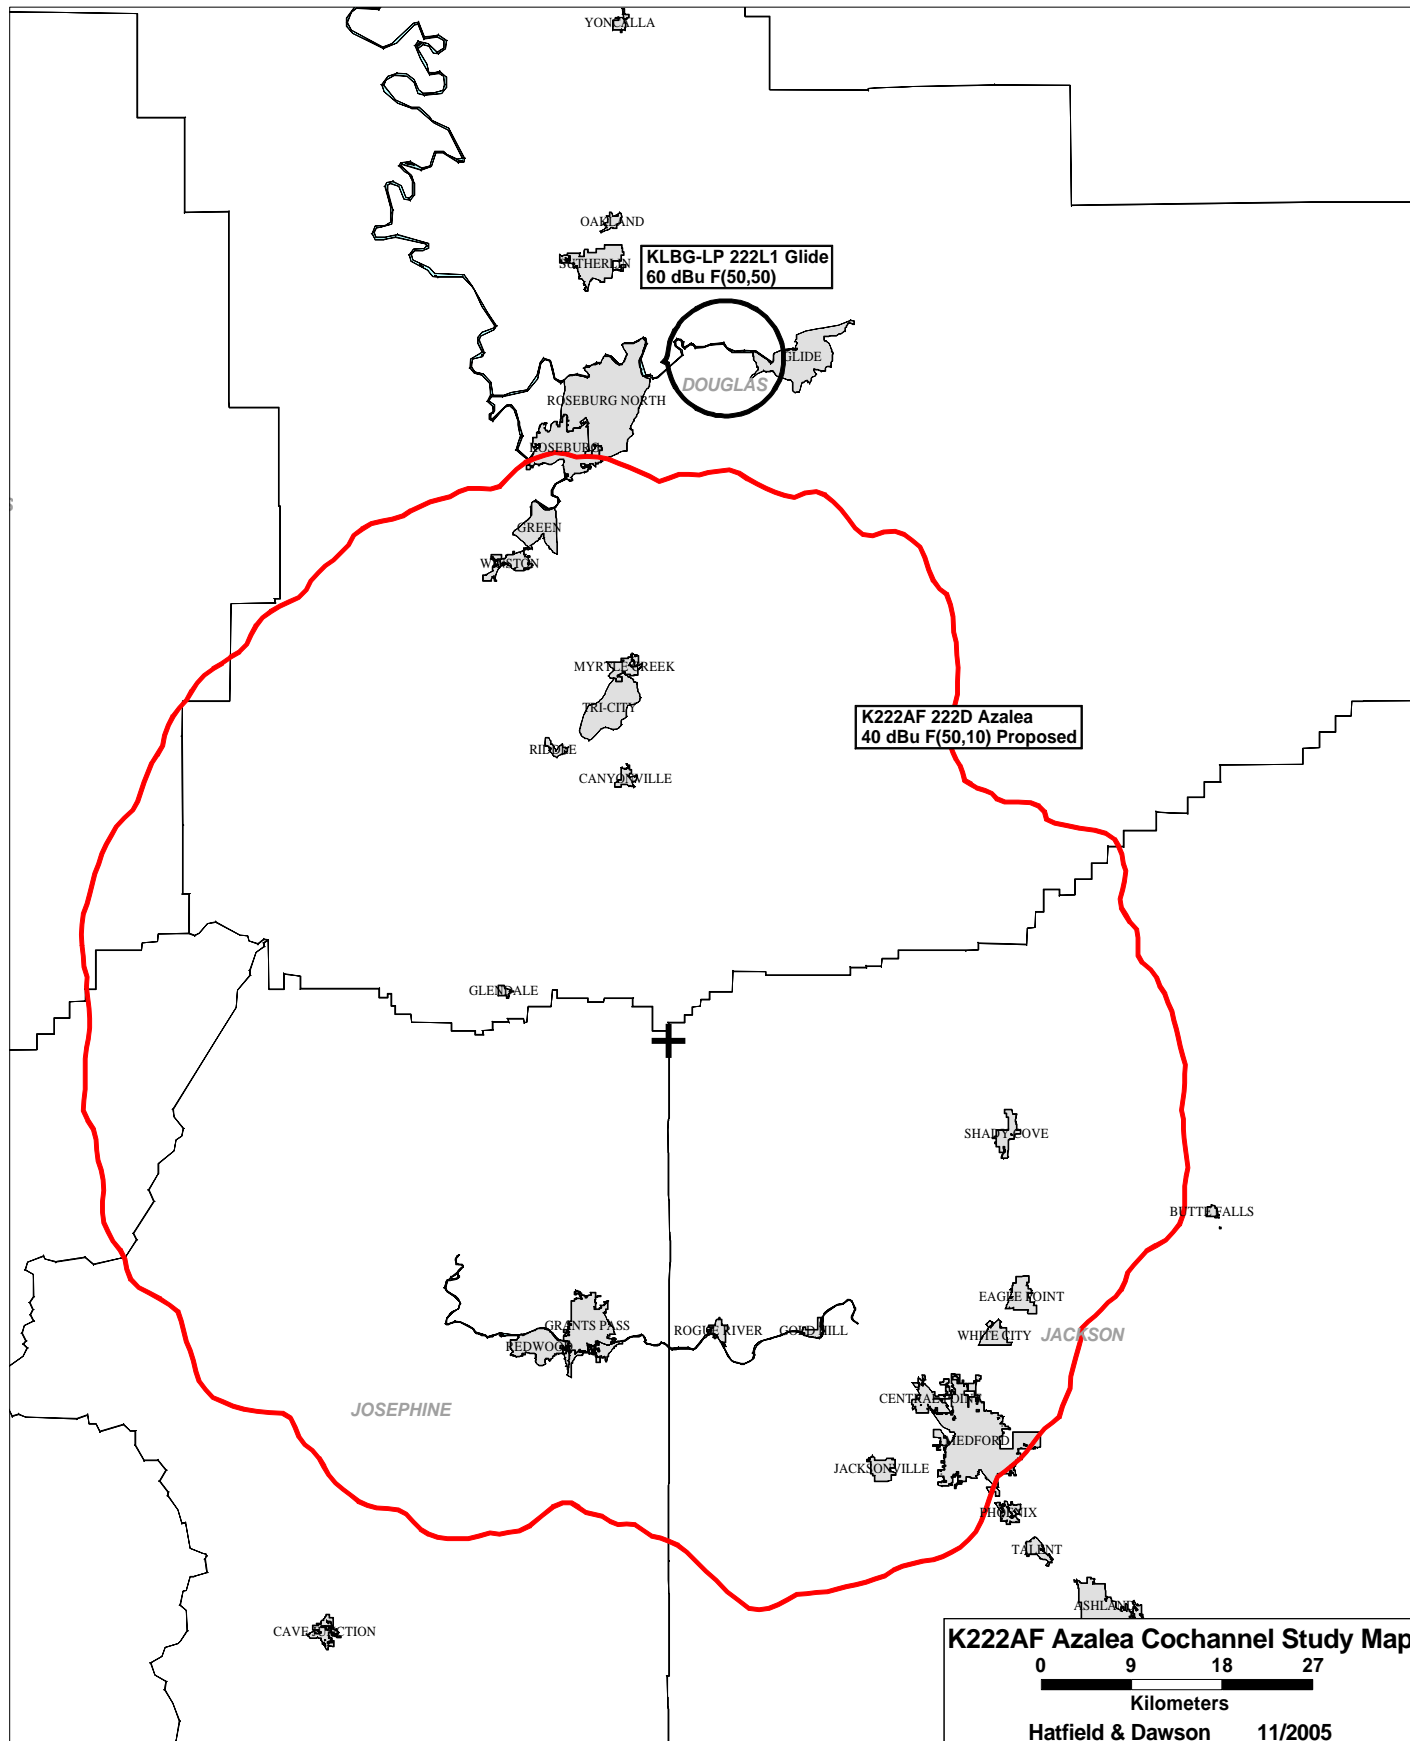 YONCALLA
OAKLAND
SUTHERLIN
KLBG-LP 222L1 Glide
60 dBu F(50,50)
GLIDE
DOUGLAS
ROSEBURG NORTH
ROSEBURG
S
GREEN
WINSTON
MYRTLE CREEK
TRI-CITY
K222AF 222D Azalea
40 dBu F(50,10) Proposed
RIDDLE
CANYONVILLE
GLENDALE
SHADY COVE
BUTTE FALLS
EAGLE POINT
GRANTS PASS
ROGUE RIVER
GOLD HILL
WHITE CITY
JACKSON
REDWOOD
CENTRAL POINT
JOSEPHINE
MEDFORD
JACKSONVILLE
PHOENIX
TALENT
ASHLAND
CAVE JUNCTION
K222AF Azalea Cochannel Study Map
0 9 18 27
Kilometers
Hatfield & Dawson 11/2005